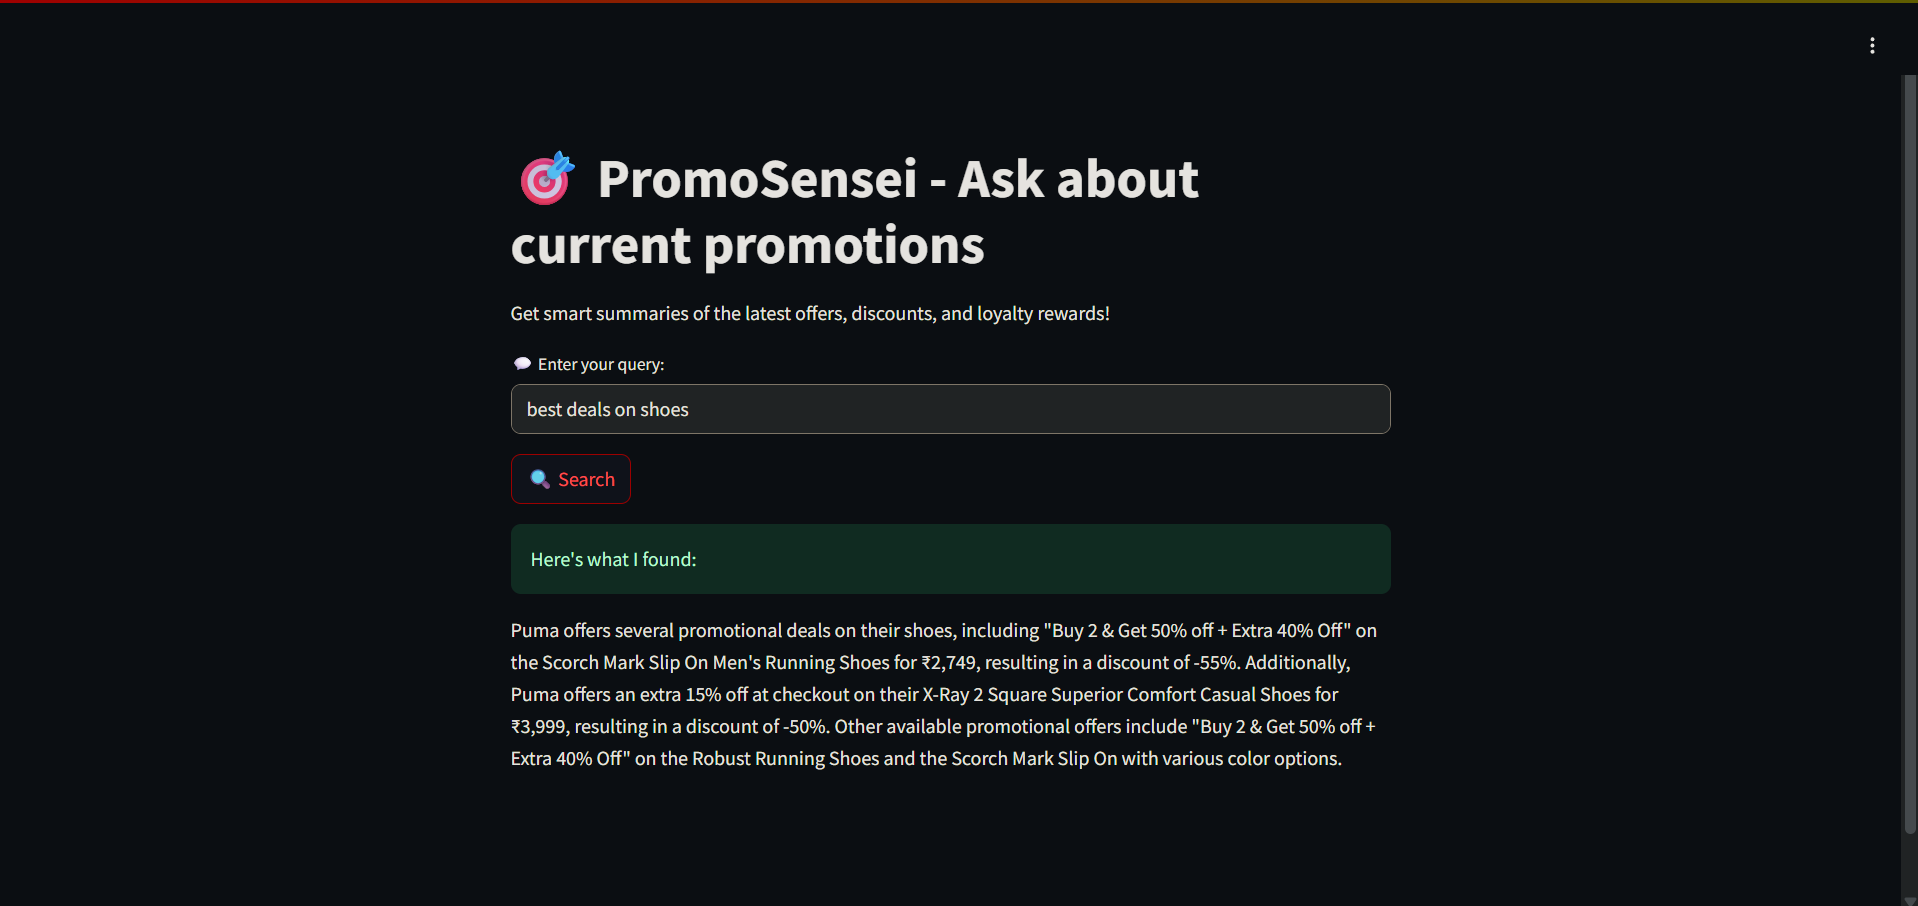 🎯 PromoSensei - Ask about
current promotions
Get smart summaries of the latest offers, discounts, and loyalty rewards!
💬 Enter your query:
best deals on shoes
🔍 Search
Here's what I found:
Puma offers several promotional deals on their shoes, including "Buy 2 & Get 50% off + Extra 40% Off" on
the Scorch Mark Slip On Men's Running Shoes for ₹2,749, resulting in a discount of -55%. Additionally,
Puma offers an extra 15% off at checkout on their X-Ray 2 Square Superior Comfort Casual Shoes for
₹3,999, resulting in a discount of -50%. Other available promotional offers include "Buy 2 & Get 50% off +
Extra 40% Off" on the Robust Running Shoes and the Scorch Mark Slip On with various color options.